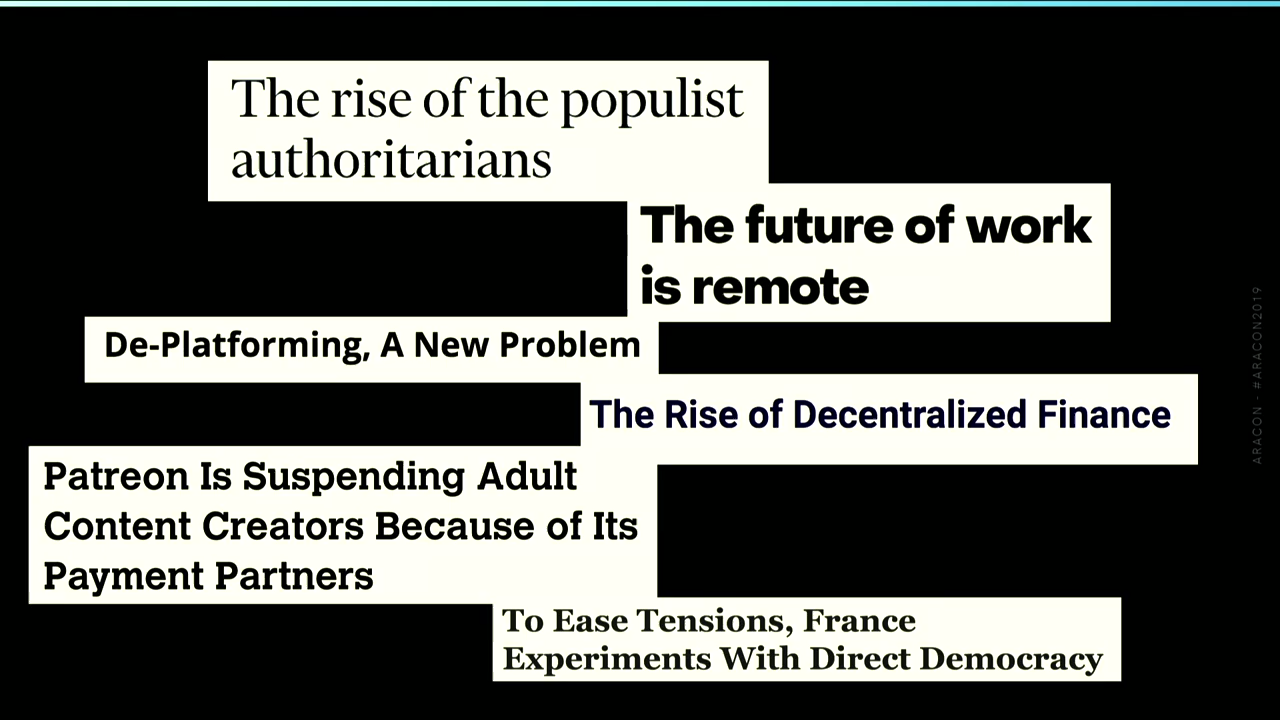 The rise of the populist
authoritarians
The future of work
is remote
De-Platforming, A New Problem
The Rise of Decentralized Finance
Patreon Is Suspending Adult
Content Creators Because of Its
Payment Partners
To Ease Tensions, France
Experiments With Direct Democracy
ARACON - #ARACON2019